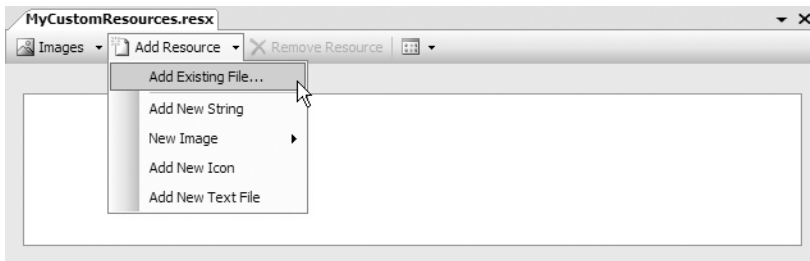 MyCustomResources.resx
Images Add Resource Remove Resource
Add Existing File...
Add New String
New Image
Add New Icon
Add New Text File